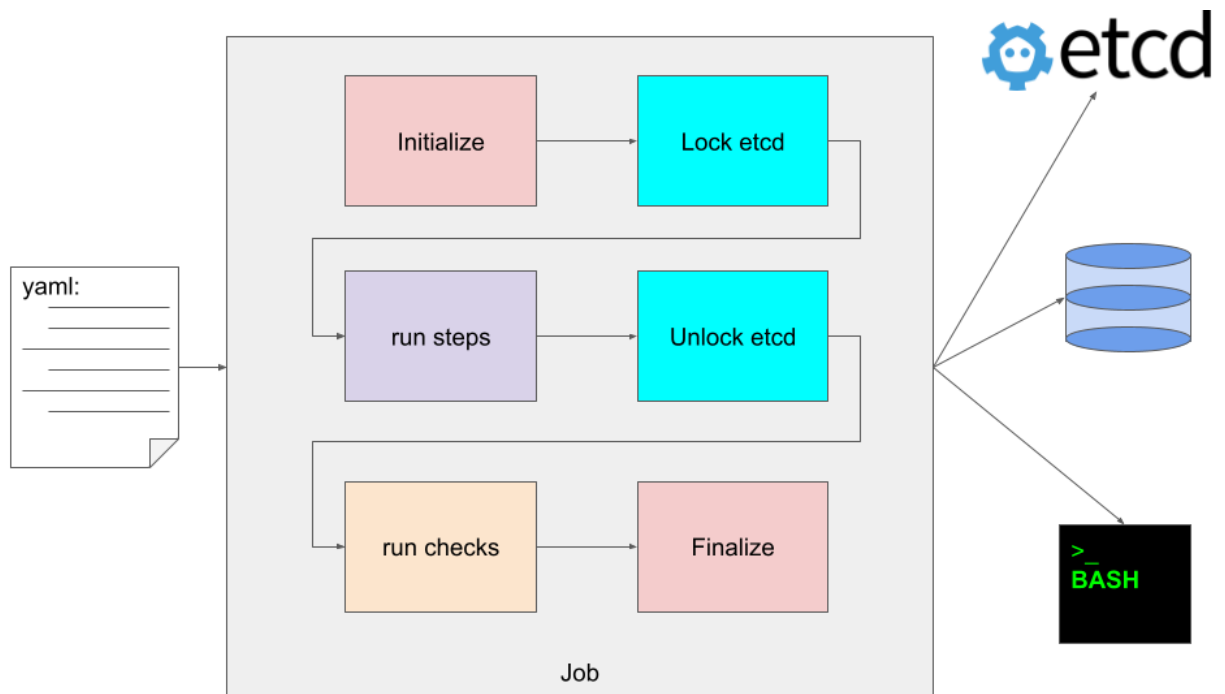 etcd
Initialize
Lock etcd
yaml:
run steps
Unlock etcd
run checks
Finalize
>_
BASH
Job